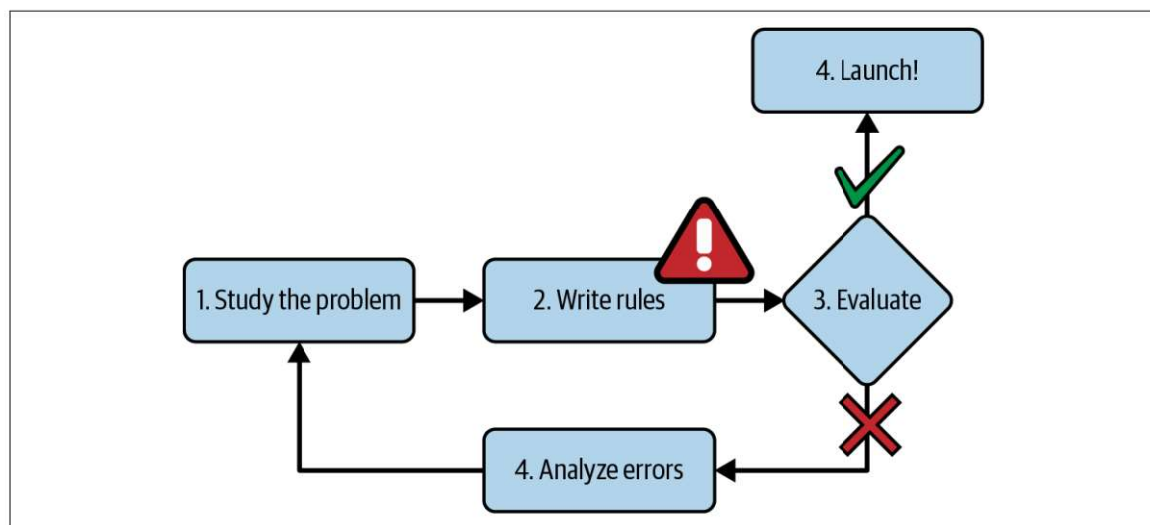 4. Launch!
1. Study the problem
2. Write rules
3. Evaluate
4. Analyze errors